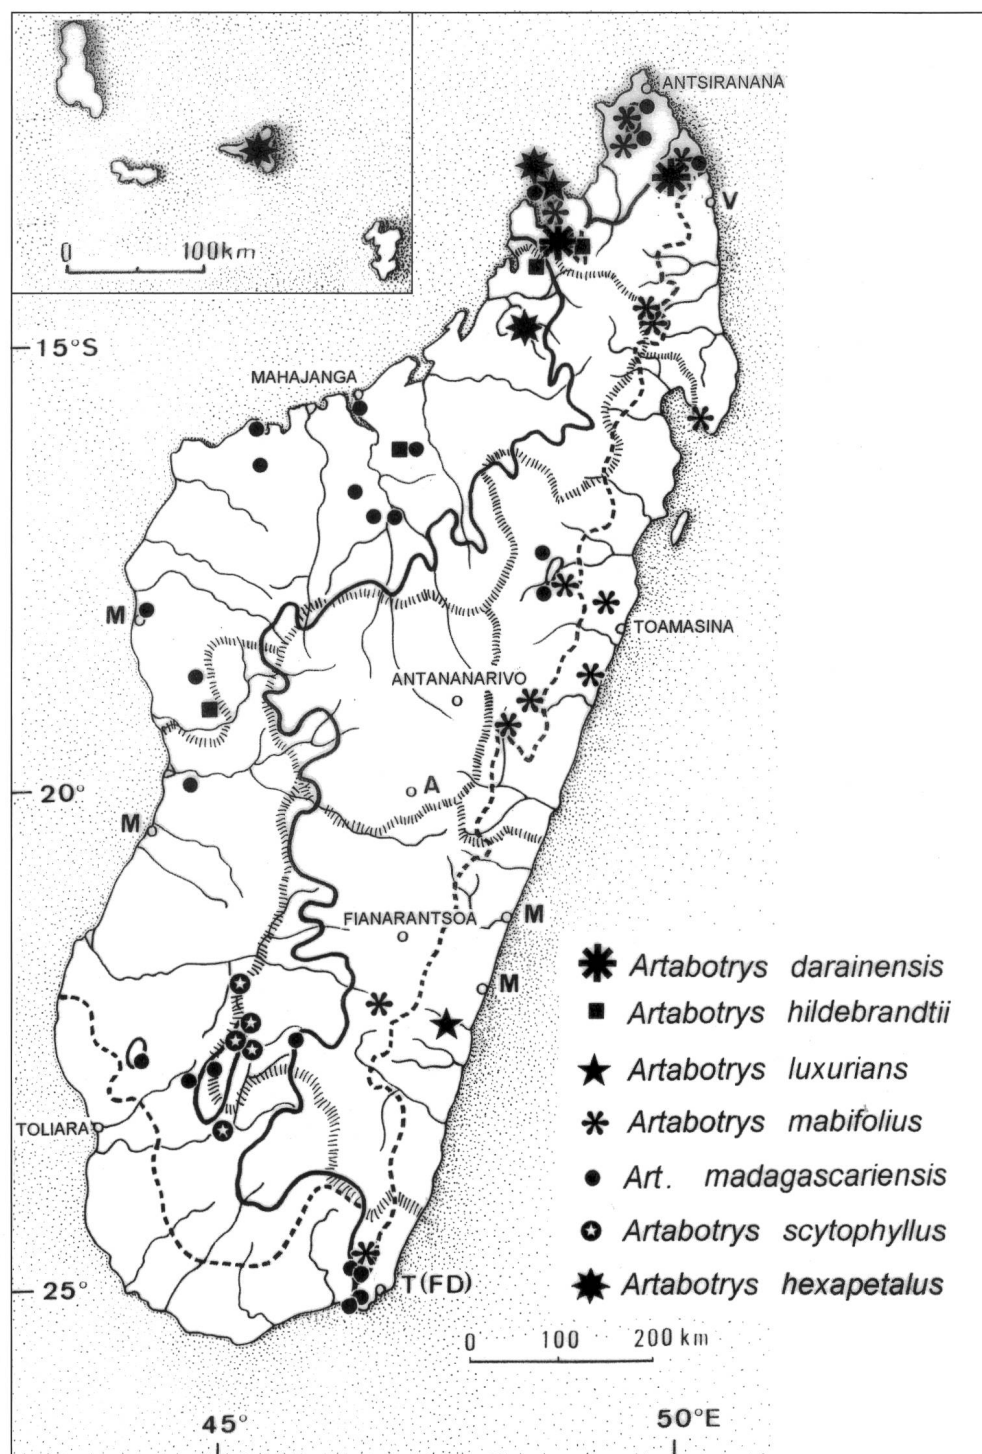 ANTSIRANANA
V
0 100km
15°S
MAHAJANGA
M
TOAMASINA
ANTANANARIVO
20°
A
M
FIANARANTSOA
M
M
TOLIARA
25°
T(FD)
Artabotrys darainensis
Artabotrys hildebrandtii
Artabotrys luxurians
Artabotrys mabifolius
Art. madagascariensis
Artabotrys scytophyllus
Artabotrys hexapetalus
0 100 200 km
45° 50°E